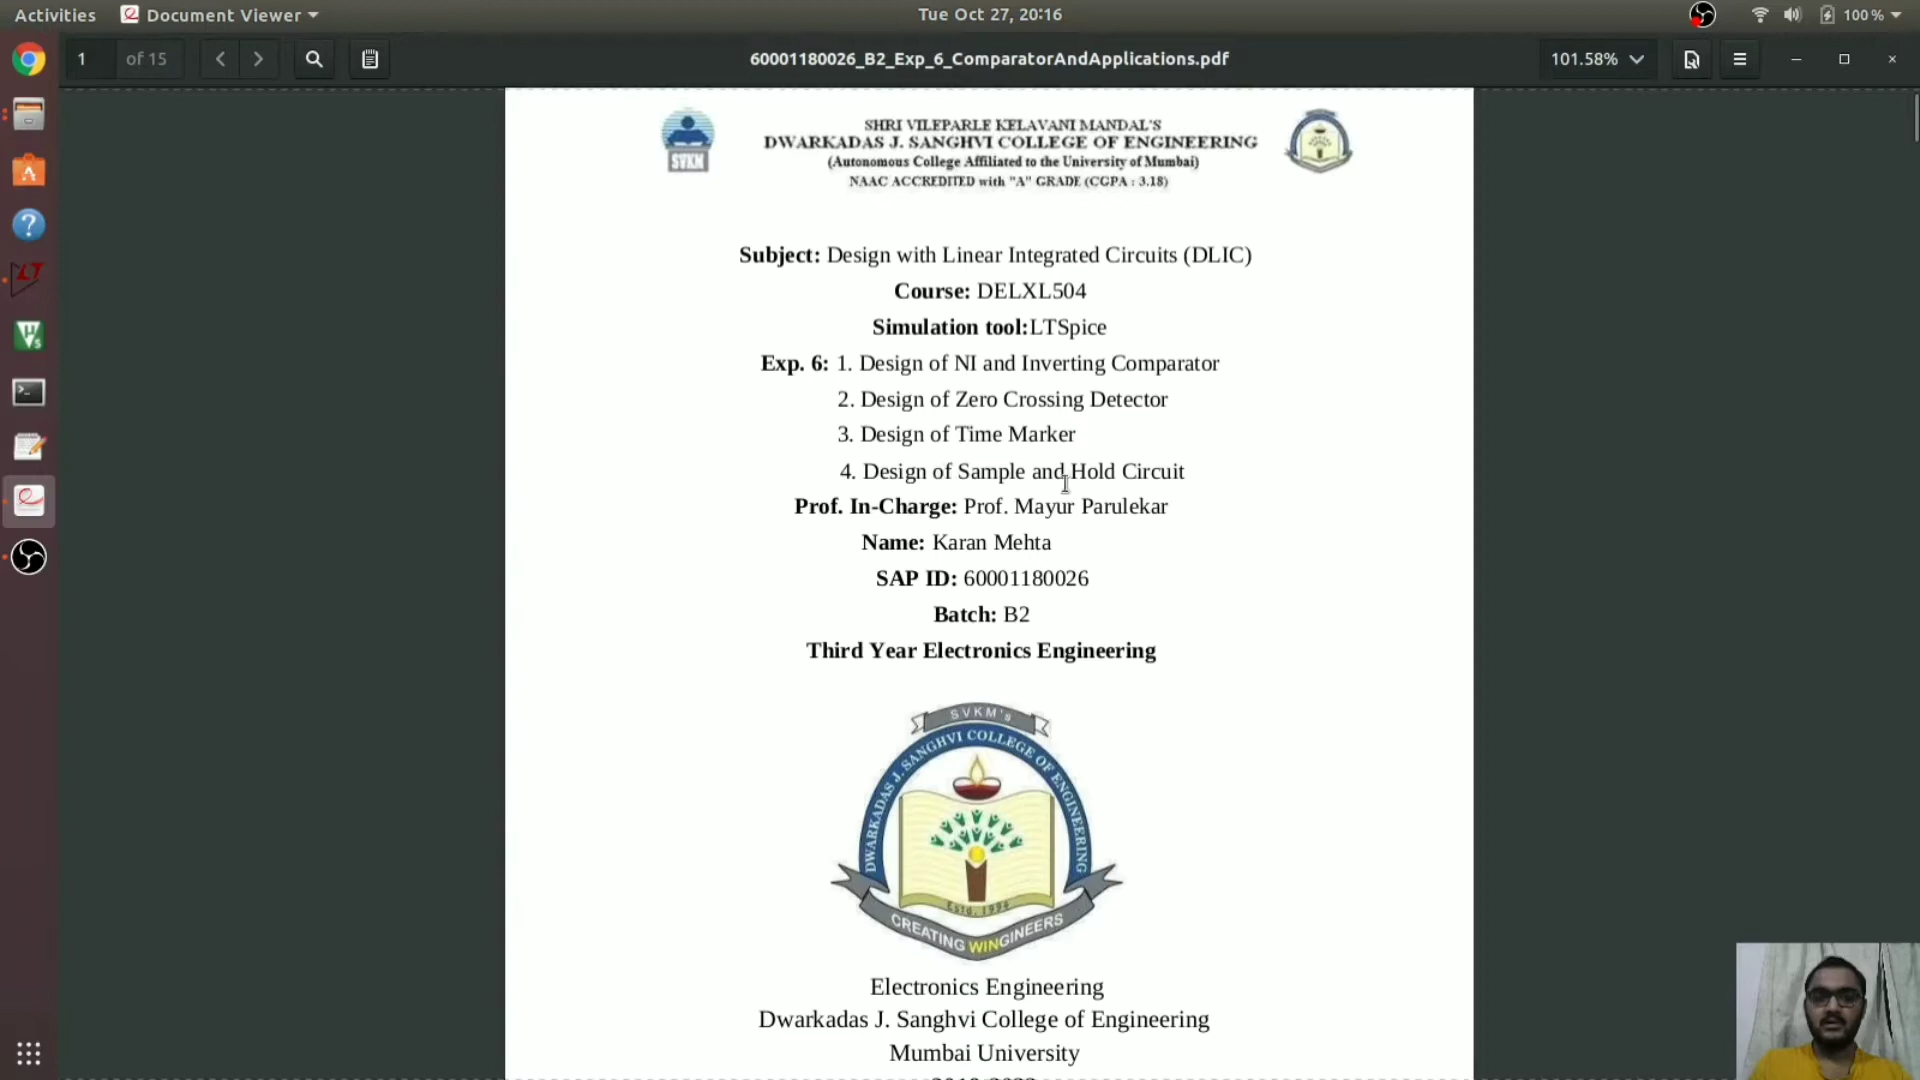 Activities Document Viewer Tue Oct 27, 20:16 100%
1 of 15 60001180026_B2_Exp_6_ComparatorAndApplications.pdf 101.58%
SHRI VILEPARLE KELAVANI MANDAL'S
DWARKADAS J. SANGHVI COLLEGE OF ENGINEERING
(Autonomous College Affiliated to the University of Mumbai)
NAAC ACCREDITED with "A" GRADE (CGPA : 3.18)
SVKM
Subject: Design with Linear Integrated Circuits (DLIC)
Course: DELXL504
Simulation tool:LTSpice
Exp. 6: 1. Design of NI and Inverting Comparator
2. Design of Zero Crossing Detector
3. Design of Time Marker
4. Design of Sample and Hold Circuit
Prof. In-Charge: Prof. Mayur Parulekar
Name: Karan Mehta
SAP ID: 60001180026
Batch: B2
Third Year Electronics Engineering
SVKM's
DWARKADAS J. SANGHVI COLLEGE OF ENGINEERING
Estd. 1994
CREATING WINGINEERS
Electronics Engineering
Dwarkadas J. Sanghvi College of Engineering
Mumbai University